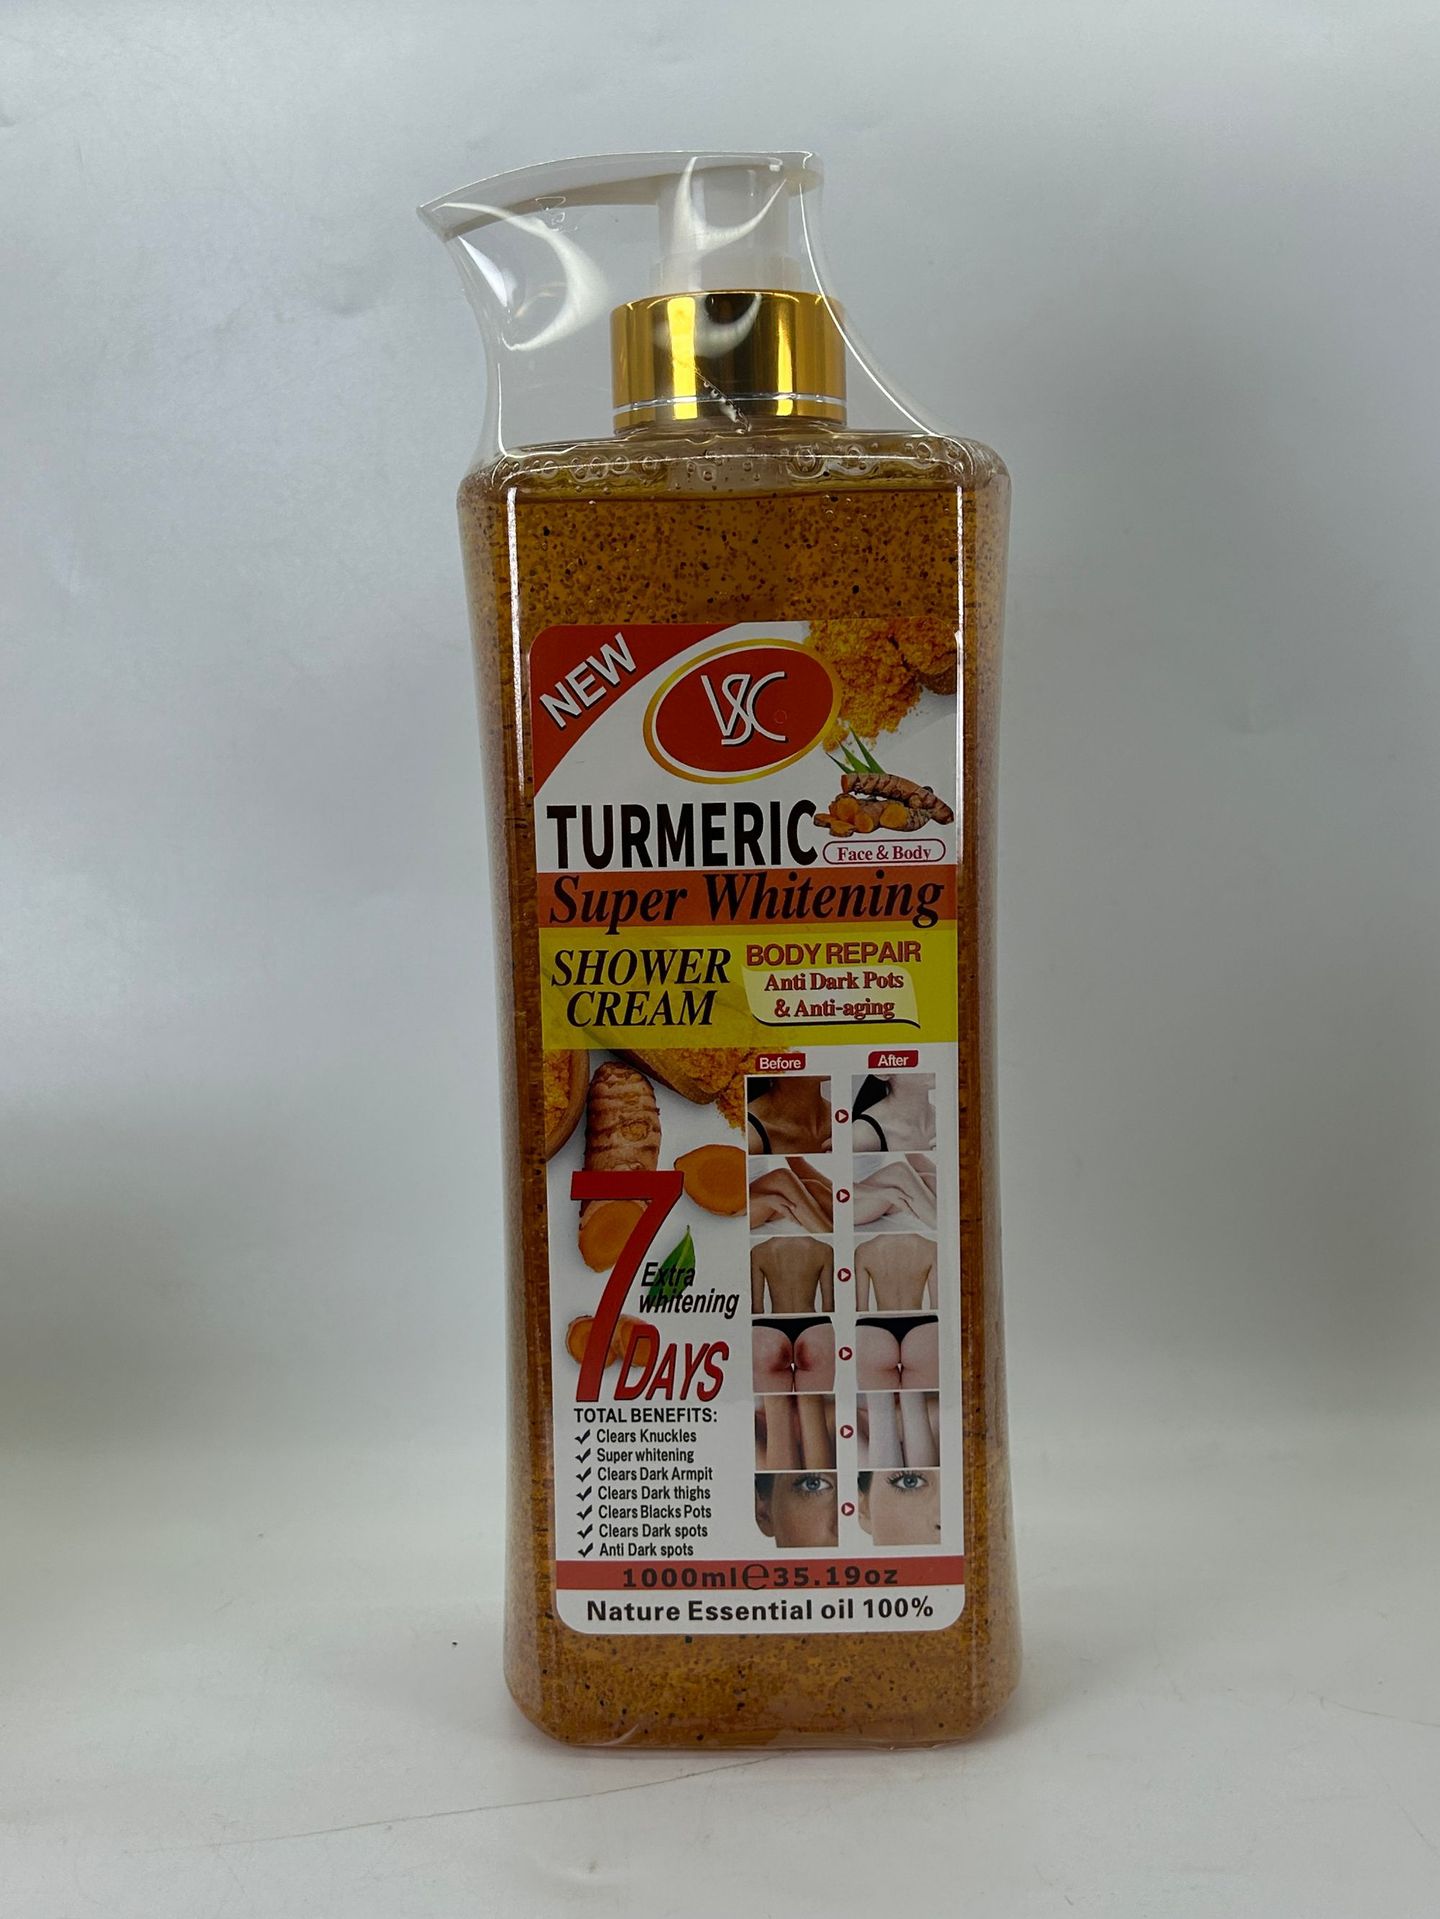 NEW
VSC
TURMERIC
Face & Body
Super Whitening
SHOWER
CREAM
BODY REPAIR
Anti Dark Pots
& Anti-aging
Before
After
7
Extra
whitening
DAYS
TOTAL BENEFITS:
Clears Knuckles
Super whitening
Clears Dark Armpit
Clears Dark thighs
Clears Blacks Pots
Clears Dark spots
Anti Dark spots
1000ml℮35.19oz
Nature Essential oil 100%